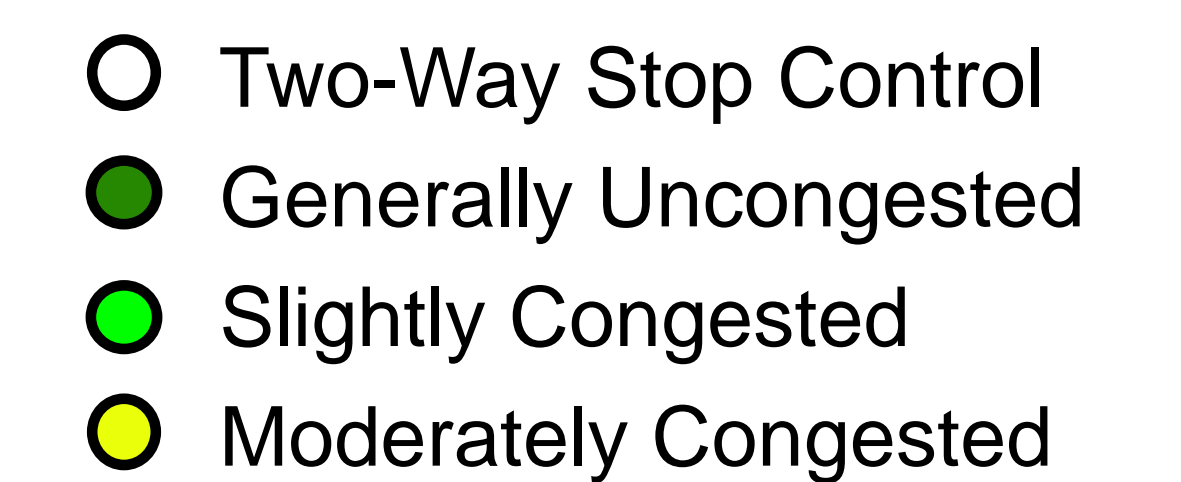 Two-Way Stop Control
Generally Uncongested
Slightly Congested
Moderately Congested